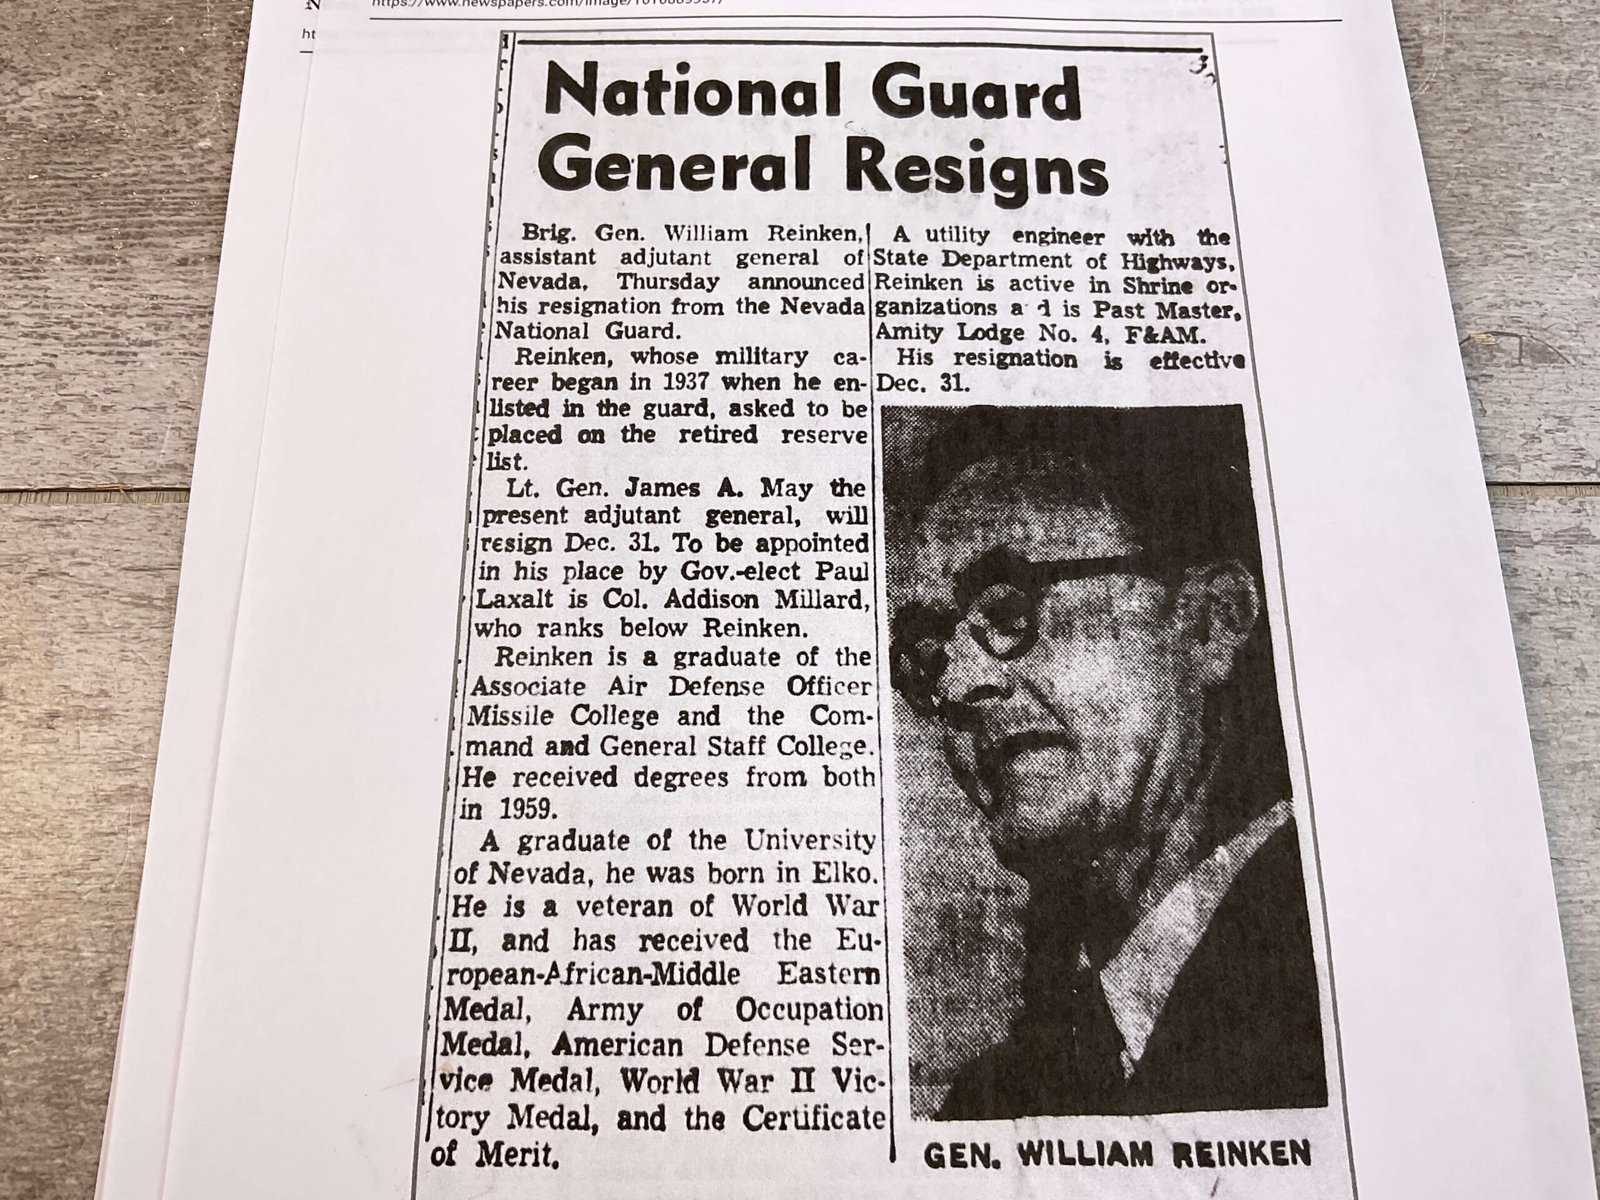 National Guard
General Resigns
Brig. Gen. William Reinken,
assistant adjutant general of
Nevada, Thursday announced
his resignation from the Nevada
National Guard.
Reinken, whose military ca-
reer began in 1937 when he en-
listed in the guard, asked to be
placed on the retired reserve
list.
Lt. Gen. James A. May the
present adjutant general, will
resign Dec. 31. To be appointed
in his place by Gov.-elect Paul
Laxalt is Col. Addison Millard,
who ranks below Reinken.
Reinken is a graduate of the
Associate Air Defense Officer
Missile College and the Com-
mand and General Staff College.
He received degrees from both
in 1959.
A graduate of the University
of Nevada, he was born in Elko.
He is a veteran of World War
II, and has received the Eu-
ropean-African-Middle Eastern
Medal, Army of Occupation
Medal, American Defense Ser-
vice Medal, World War II Vic-
tory Medal, and the Certificate
of Merit.
A utility engineer with the
State Department of Highways,
Reinken is active in Shrine or-
ganizations a d is Past Master,
Amity Lodge No. 4, F&AM.
His resignation is effective
Dec. 31.
GEN. WILLIAM REINKEN